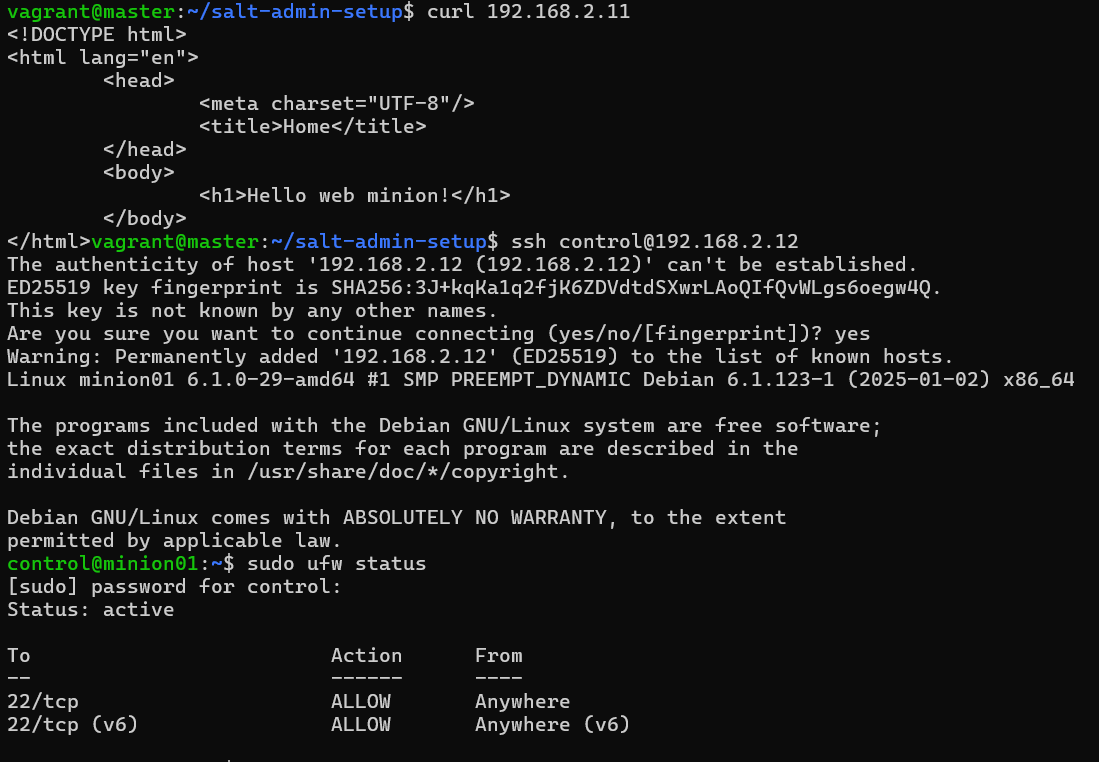 vagrant@master:~/salt-admin-setup$ curl 192.168.2.11
<!DOCTYPE html>
<html lang="en">
        <head>
                <meta charset="UTF-8"/>
                <title>Home</title>
        </head>
        <body>
                <h1>Hello web minion!</h1>
        </body>
</html>vagrant@master:~/salt-admin-setup$ ssh control@192.168.2.12
The authenticity of host '192.168.2.12 (192.168.2.12)' can't be established.
ED25519 key fingerprint is SHA256:3J+kqKa1q2fjK6ZDVdtdSXwrLAoQIfQvWLgs6oegw4Q.
This key is not known by any other names.
Are you sure you want to continue connecting (yes/no/[fingerprint])? yes
Warning: Permanently added '192.168.2.12' (ED25519) to the list of known hosts.
Linux minion01 6.1.0-29-amd64 #1 SMP PREEMPT_DYNAMIC Debian 6.1.123-1 (2025-01-02) x86_64

The programs included with the Debian GNU/Linux system are free software;
the exact distribution terms for each program are described in the
individual files in /usr/share/doc/*/copyright.

Debian GNU/Linux comes with ABSOLUTELY NO WARRANTY, to the extent
permitted by applicable law.
control@minion01:~$ sudo ufw status
[sudo] password for control:
Status: active

To                         Action      From
--                         ------      ----
22/tcp                     ALLOW       Anywhere
22/tcp (v6)                ALLOW       Anywhere (v6)